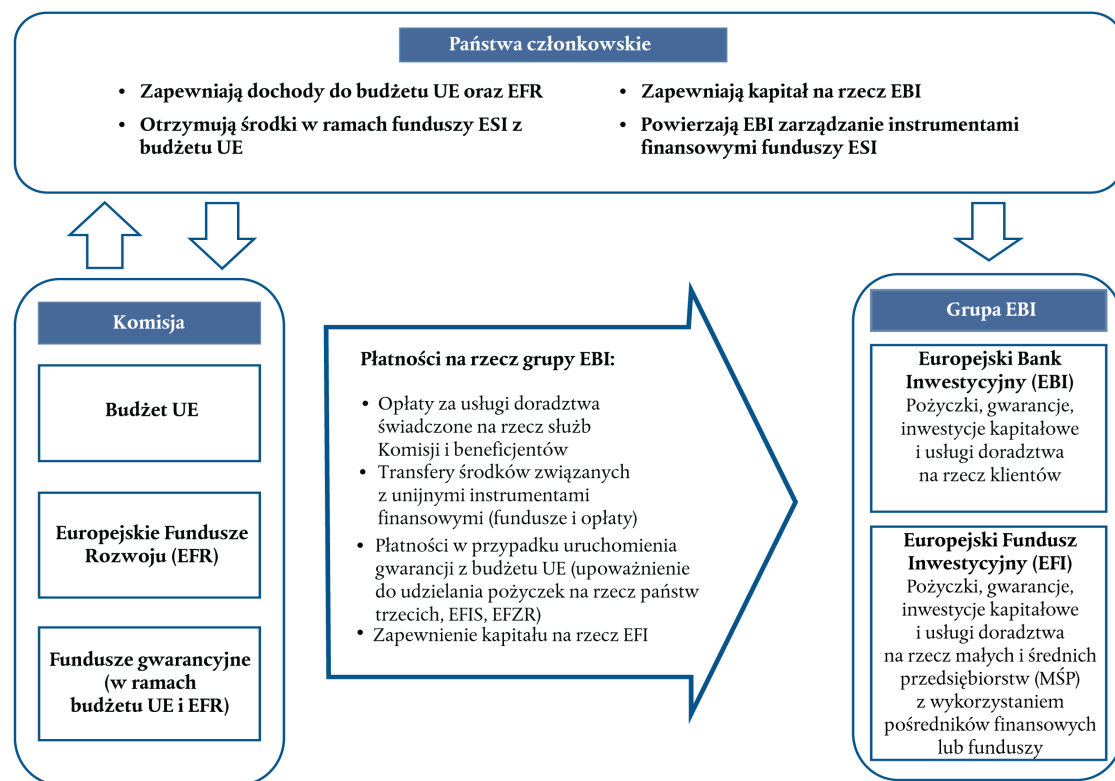 Państwa członkowskie
• Zapewniają dochody do budżetu UE oraz EFR
• Otrzymują środki w ramach funduszy ESI z
budżetu UE
• Zapewniają kapitał na rzecz EBI
• Powierzają EBI zarządzanie instrumentami
finansowymi funduszy ESI
Komisja
Budżet UE
Europejskie Fundusze
Rozwoju (EFR)
Fundusze gwarancyjne
(w ramach
budżetu UE i EFR)
Płatności na rzecz grupy EBI:
• Opłaty za usługi doradztwa
świadczone na rzecz służb
Komisji i beneficjentów
• Transfery środków związanych
z unijnymi instrumentami
finansowymi (fundusze i opłaty)
• Płatności w przypadku uruchomienia
gwarancji z budżetu UE (upoważnienie
do udzielania pożyczek na rzecz państw
trzecich, EFIS, EFZR)
• Zapewnienie kapitału na rzecz EFI
Grupa EBI
Europejski Bank
Inwestycyjny (EBI)
Pożyczki, gwarancje,
inwestycje kapitałowe
i usługi doradztwa
na rzecz klientów
Europejski Fundusz
Inwestycyjny (EFI)
Pożyczki, gwarancje,
inwestycje kapitałowe
i usługi doradztwa
na rzecz małych i średnich
przedsiębiorstw (MŚP)
z wykorzystaniem
pośredników finansowych
lub funduszy